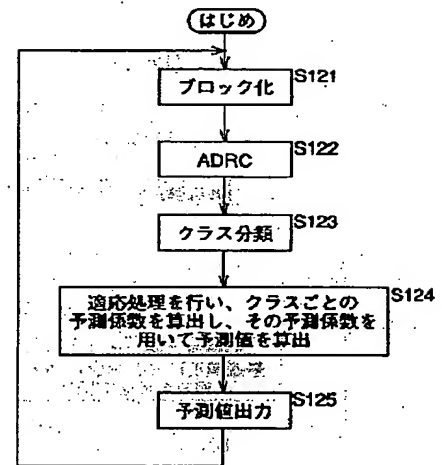 はじめ
ブロック化
S121
ADRC
S122
クラス分類
S123
適応処理を行い、クラスごとの
予測係数を算出し、その予測係数を
用いて予測値を算出
S124
予測値出力
S125